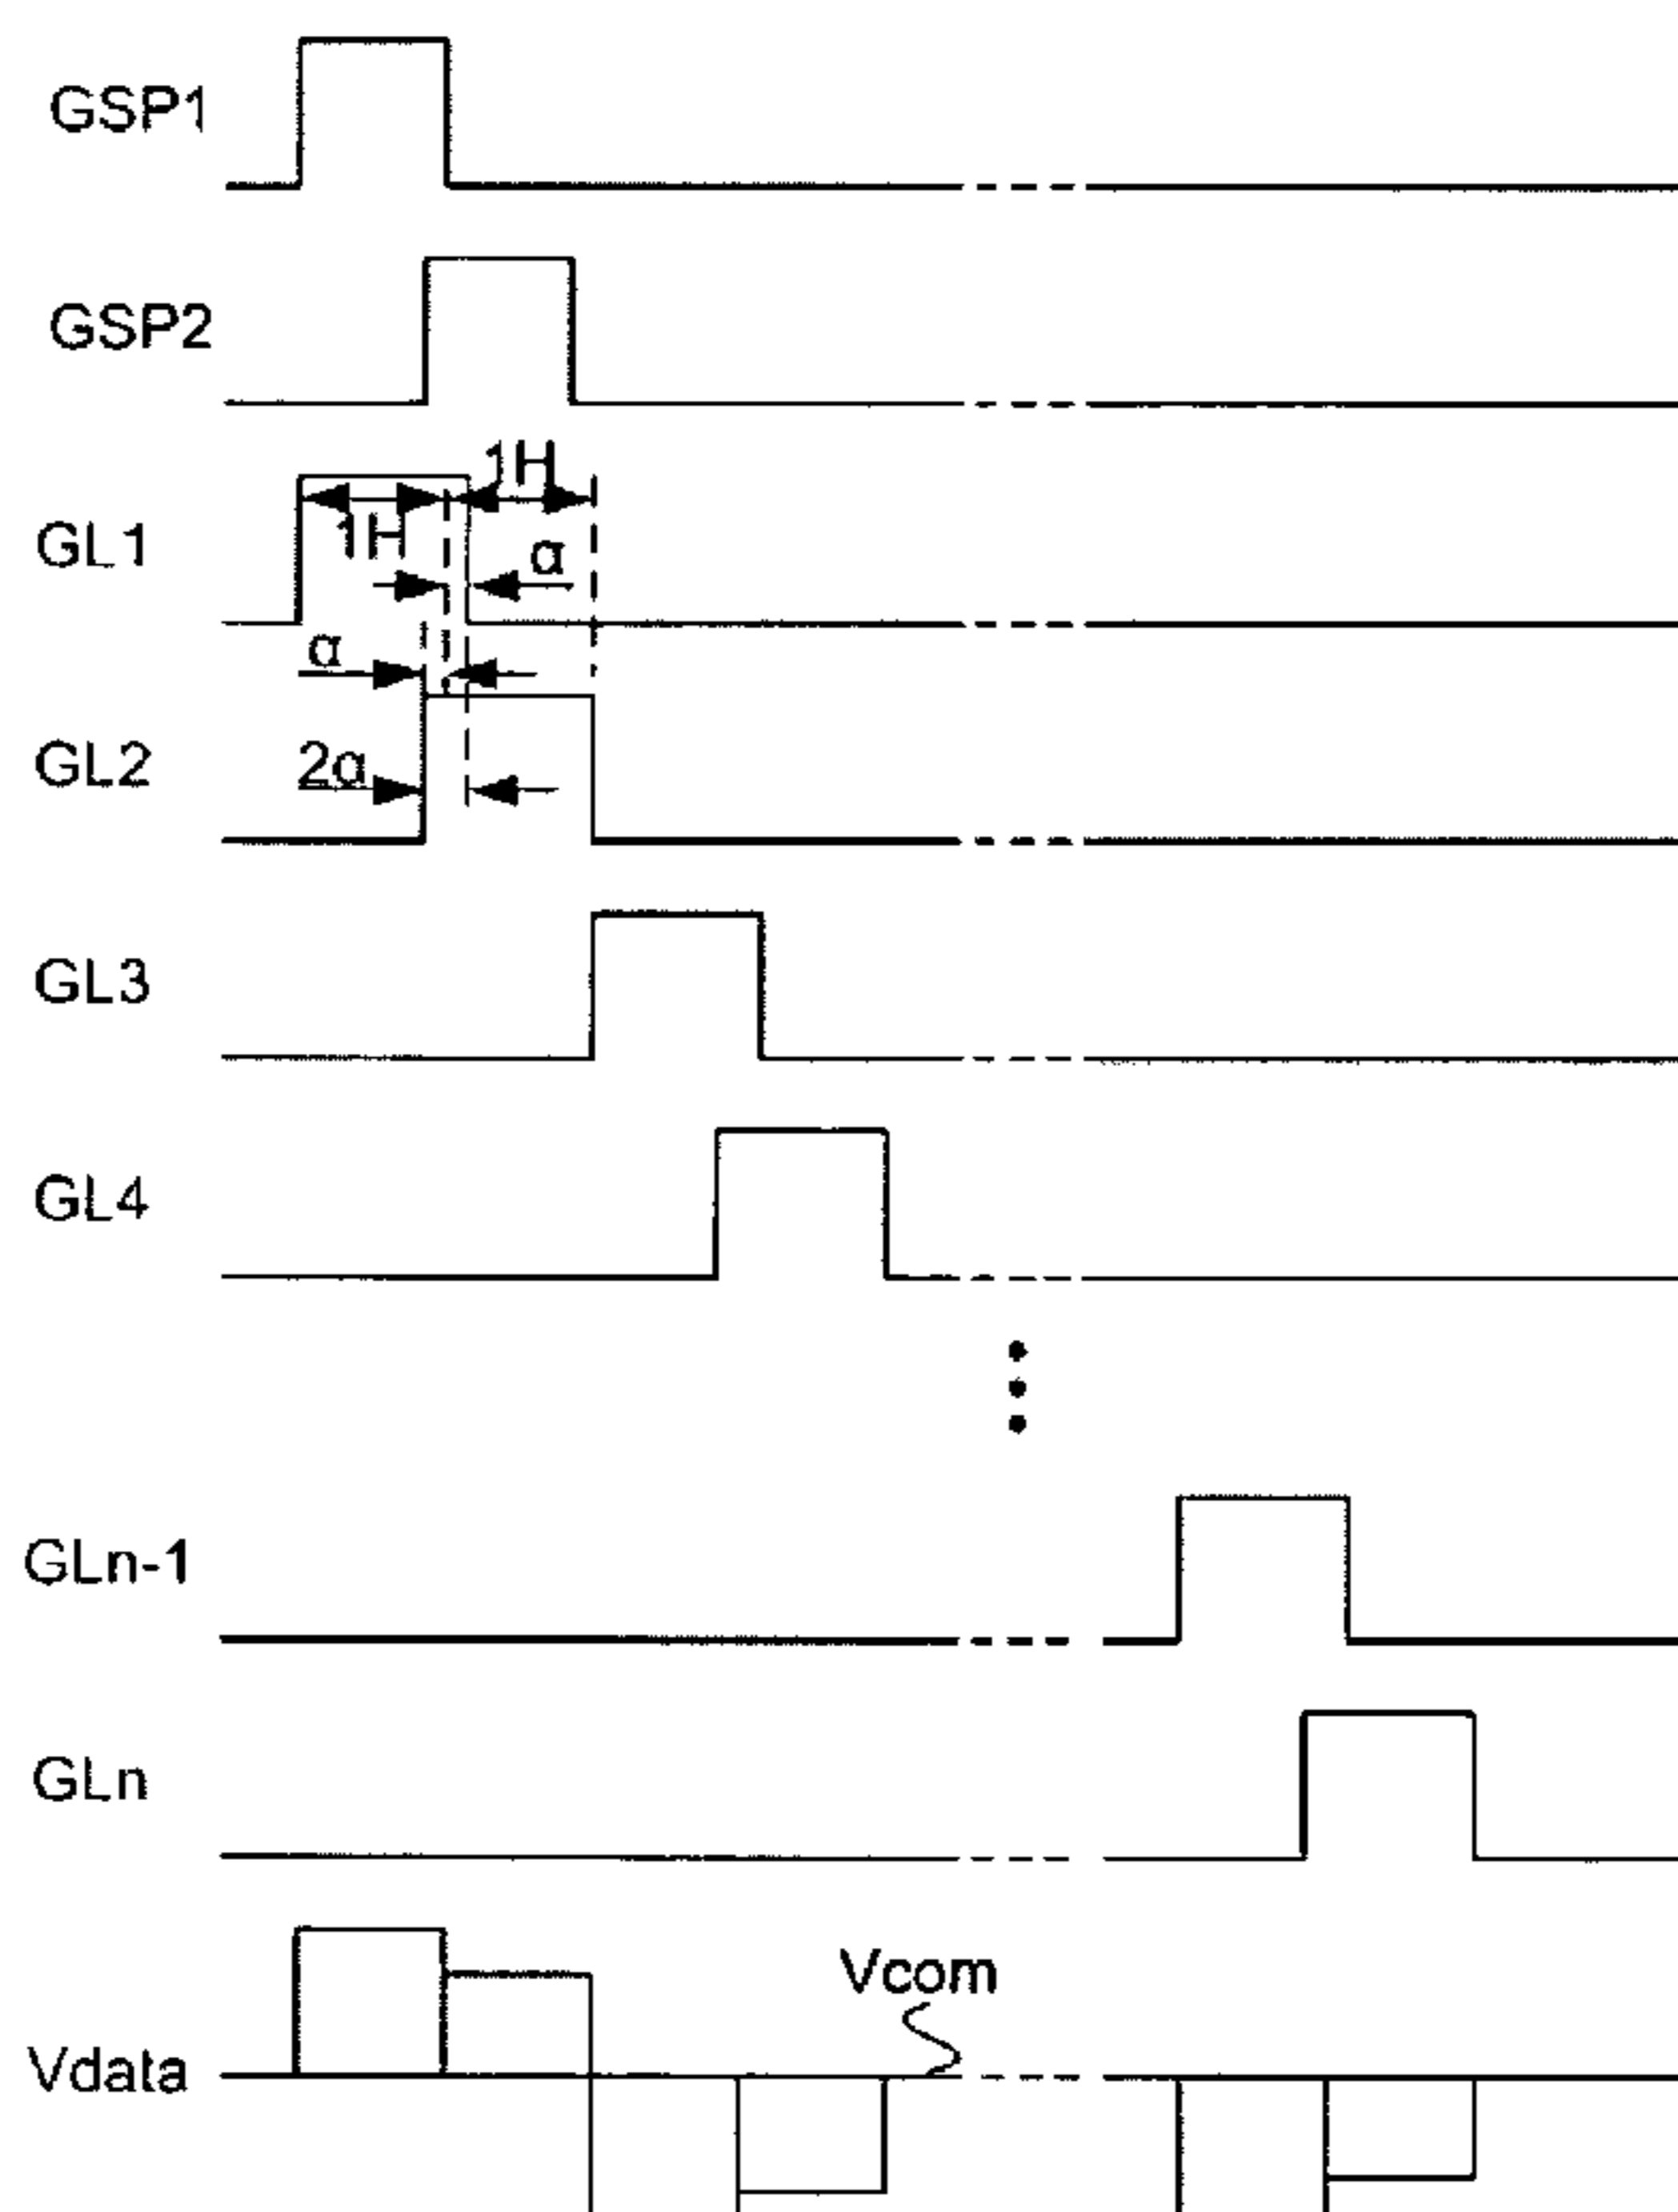 GSP1
GSP2
1H
GL1
1H
α
α
GL2
2α
GL3
GL4
GLn-1
GLn
Vcom
Vdata